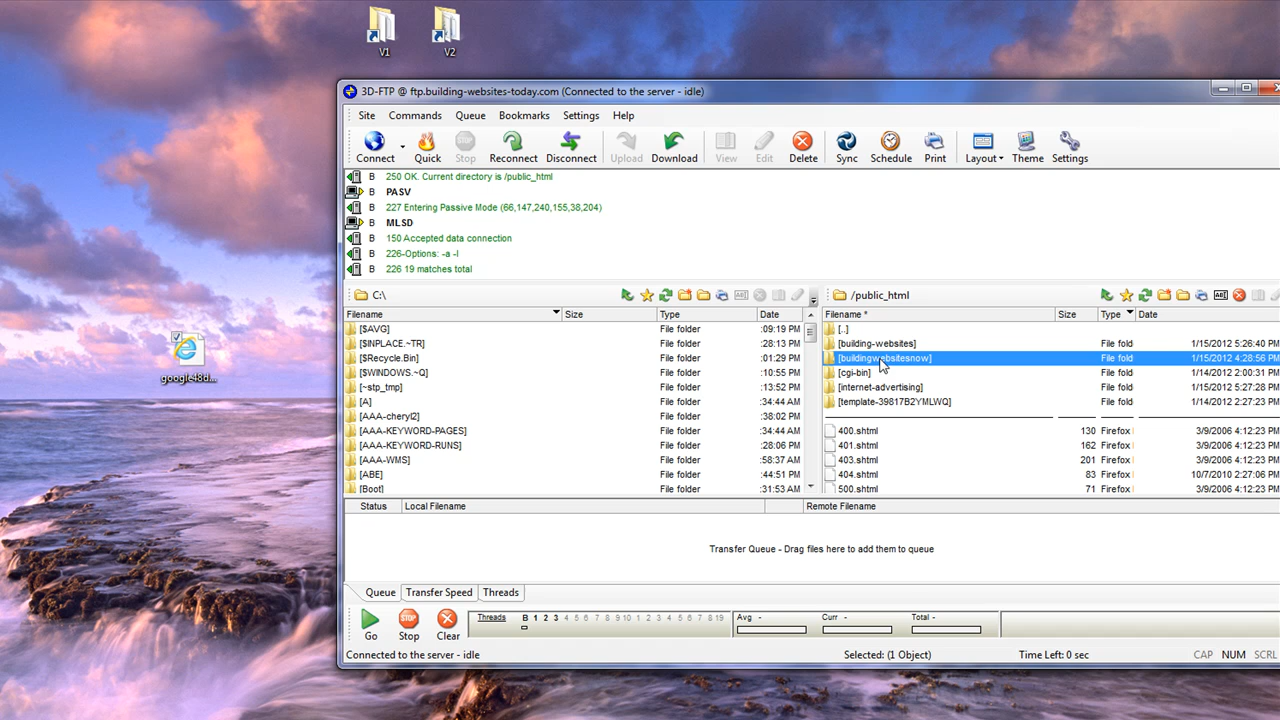 V1
V2
google48d...
3D-FTP @ ftp.building-websites-today.com (Connected to the server - idle)
Site Commands Queue Bookmarks Settings Help
Connect Quick Stop Reconnect Disconnect Upload Download View Edit Delete Sync Schedule Print Layout Theme Settings
B 250 OK. Current directory is /public_html
B PASV
B 227 Entering Passive Mode (66,147,240,155,38,204)
B MLSD
B 150 Accepted data connection
B 226-Options: -a -l
B 226 19 matches total
C:\ /public_html
Filename Size Type Date Filename * Size Type Date
[$AVG] File folder :09:19 PM [..]
[$INPLACE.~TR] File folder :28:13 PM [building-websites] File fold 1/15/2012 5:26:40 PM
[$Recycle.Bin] File folder :01:29 PM [buildingwebsitesnow] File fold 1/15/2012 4:28:56 PM
[$WINDOWS.~Q] File folder :10:55 PM [cgi-bin] File fold 1/14/2012 2:00:31 PM
[~stp_tmp] File folder :13:52 PM [internet-advertising] File fold 1/15/2012 5:27:28 PM
[A] File folder :34:44 AM [template-39817B2YMLWQ] File fold 1/14/2012 2:27:23 PM
[AAA-cheryl2] File folder :38:02 PM
[AAA-KEYWORD-PAGES] File folder :34:44 AM 400.shtml 130 Firefox 3/9/2006 4:12:23 PM
[AAA-KEYWORD-RUNS] File folder :28:06 PM 401.shtml 162 Firefox 3/9/2006 4:12:23 PM
[AAA-WMS] File folder :58:37 AM 403.shtml 201 Firefox 3/9/2006 4:12:23 PM
[ABE] File folder :44:51 PM 404.shtml 83 Firefox 10/7/2010 2:27:06 PM
[Boot] File folder :31:53 AM 500.shtml 71 Firefox 3/9/2006 4:12:23 PM
Status Local Filename Remote Filename
Transfer Queue - Drag files here to add them to queue
Queue Transfer Speed Threads
Go Stop Clear Threads B 1 2 3 4 5 6 7 8 9 10 1 2 3 4 5 6 7 8 19 Avg - Curr - Total -
Connected to the server - idle Selected: (1 Object) Time Left: 0 sec CAP NUM SCRL